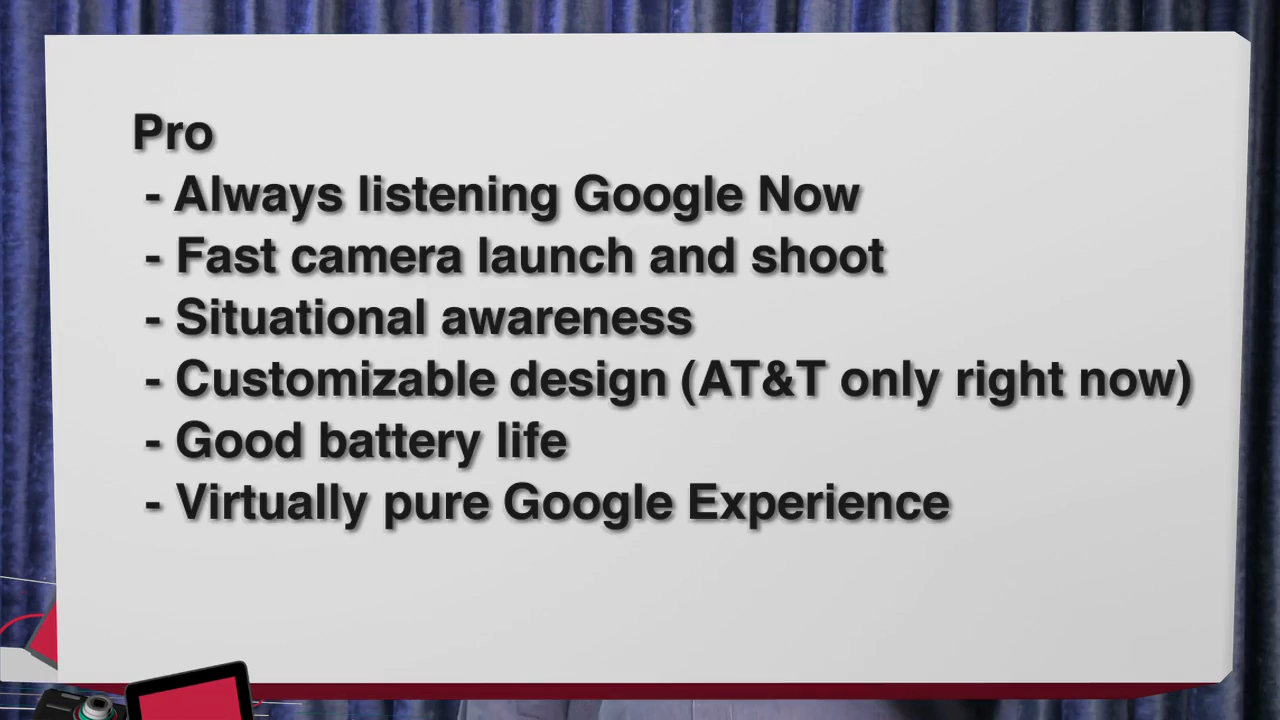 Pro
- Always listening Google Now
- Fast camera launch and shoot
- Situational awareness
- Customizable design (AT&T only right now)
- Good battery life
- Virtually pure Google Experience